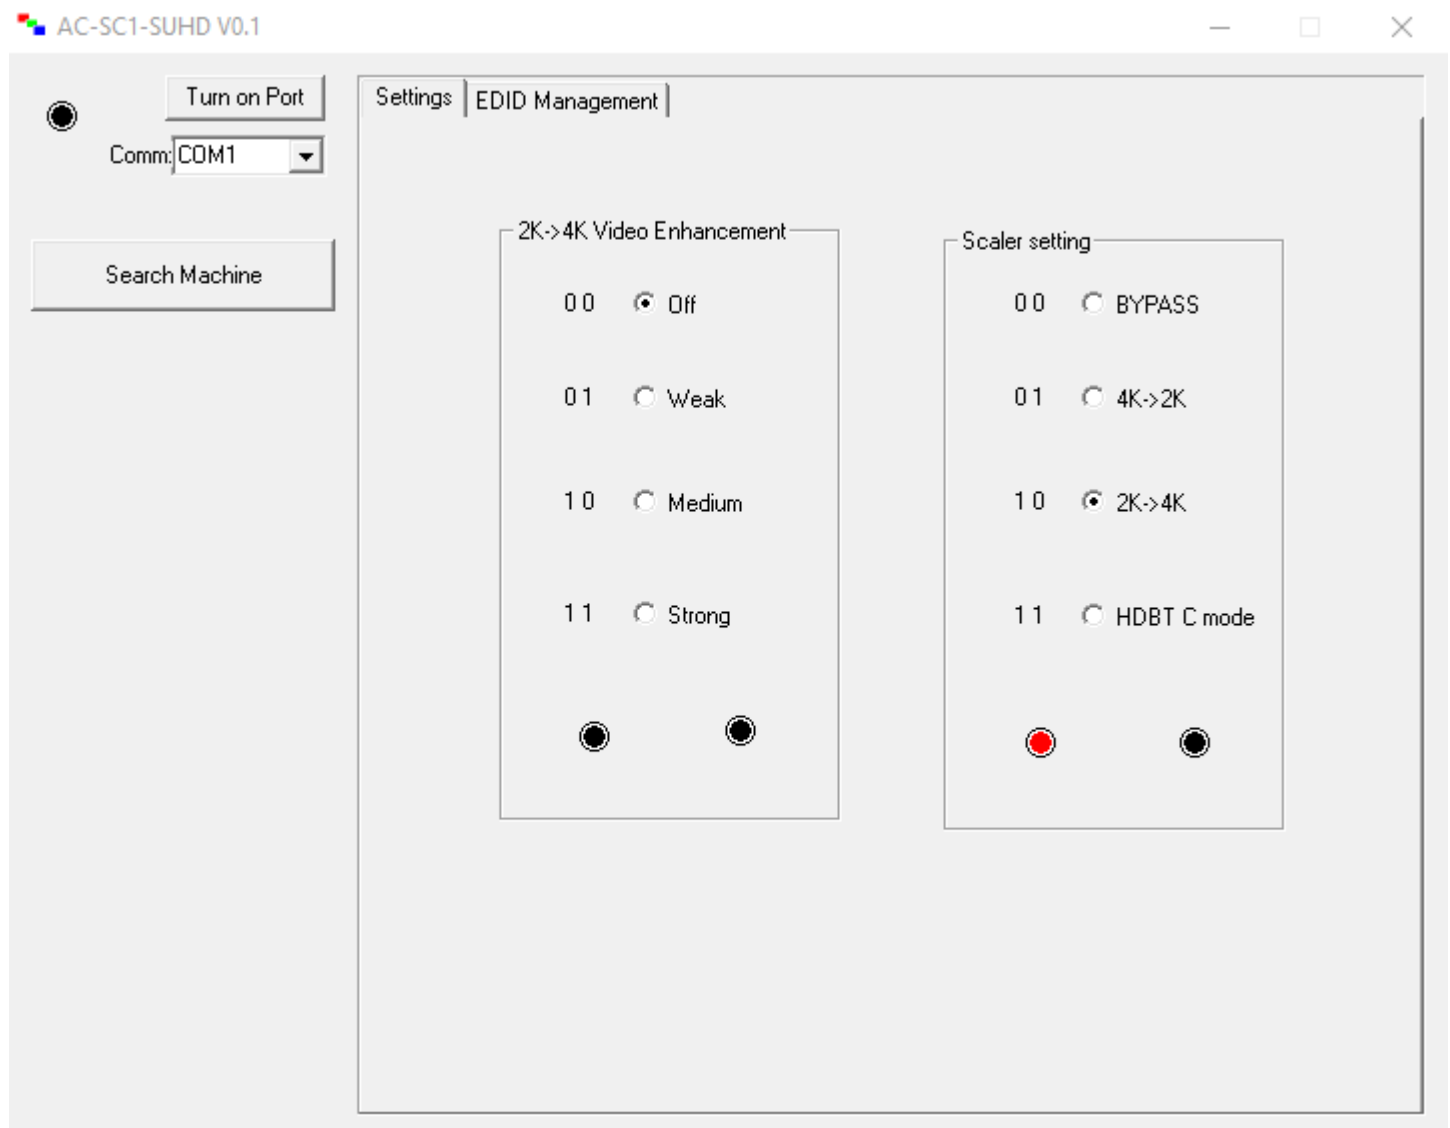 AC-SC1-SUHD V0.1
Turn on Port
Comm: COM1
Search Machine
Settings
EDID Management
2K->4K Video Enhancement
0 0 Off
0 1 Weak
1 0 Medium
1 1 Strong
Scaler setting
0 0 BYPASS
0 1 4K->2K
1 0 2K->4K
1 1 HDBT C mode